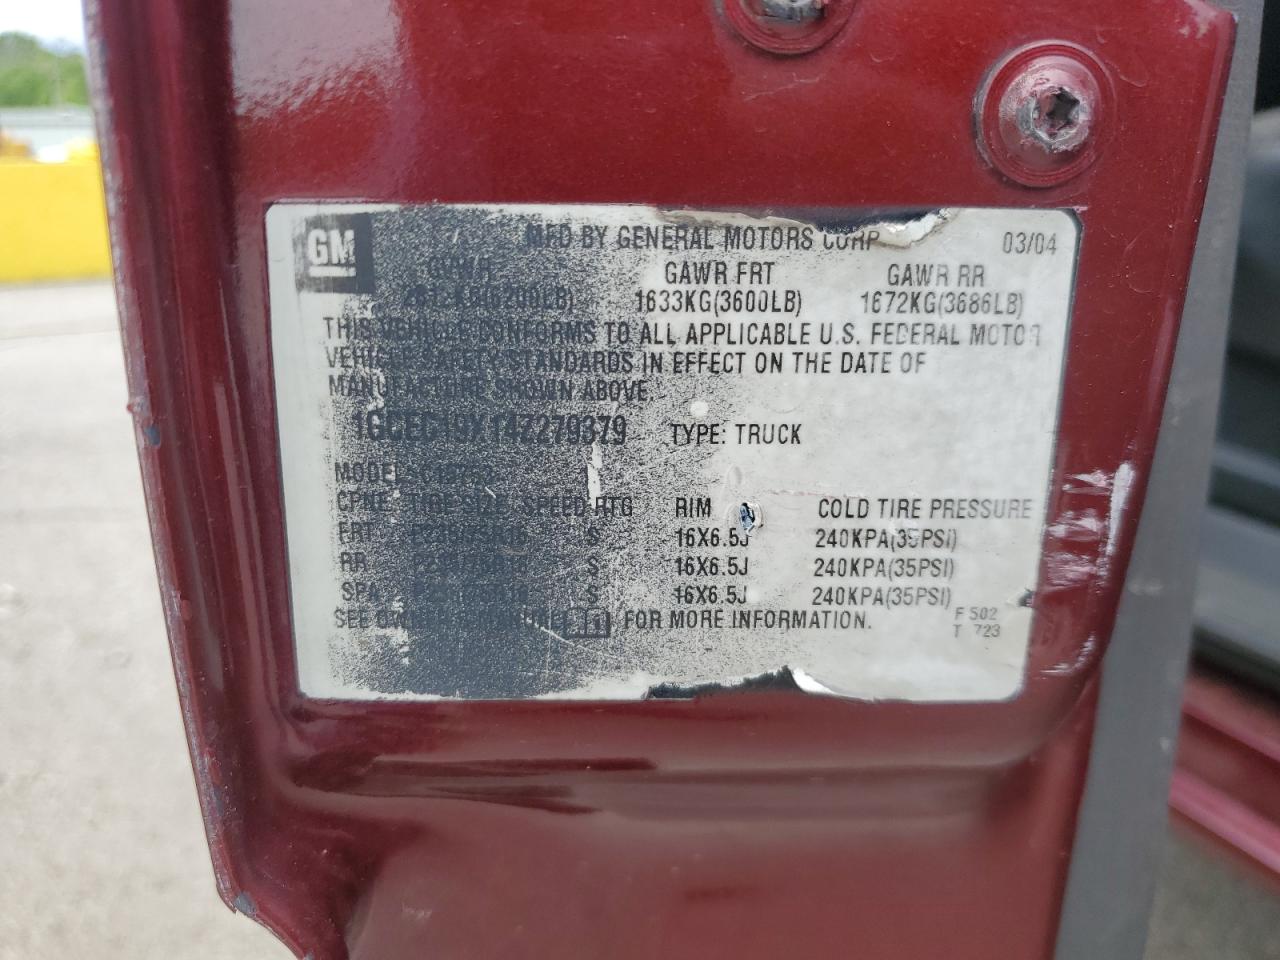 GM
MFD BY GENERAL MOTORS CORP 03/04
GVWR GAWR FRT GAWR RR
KG(6200LB) 1633KG(3600LB) 1672KG(3686LB)
THIS VEHICLE CONFORMS TO ALL APPLICABLE U.S. FEDERAL MOTOR
VEHICLE SAFETY STANDARDS IN EFFECT ON THE DATE OF
MANUFACTURE SHOWN ABOVE.
1GCEC19X14Z279379 TYPE: TRUCK
MODEL:
TIRE SIZE SPEED RTG RIM COLD TIRE PRESSURE
FRT S 16X6.5J 240KPA(35PSI)
RR S 16X6.5J 240KPA(35PSI)
SPA S 16X6.5J 240KPA(35PSI)
SEE FOR MORE INFORMATION.
F 502
T 723